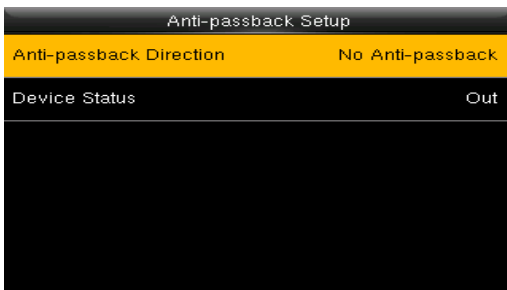 Anti-passback Setup
Anti-passback Direction No Anti-passback
Device Status Out